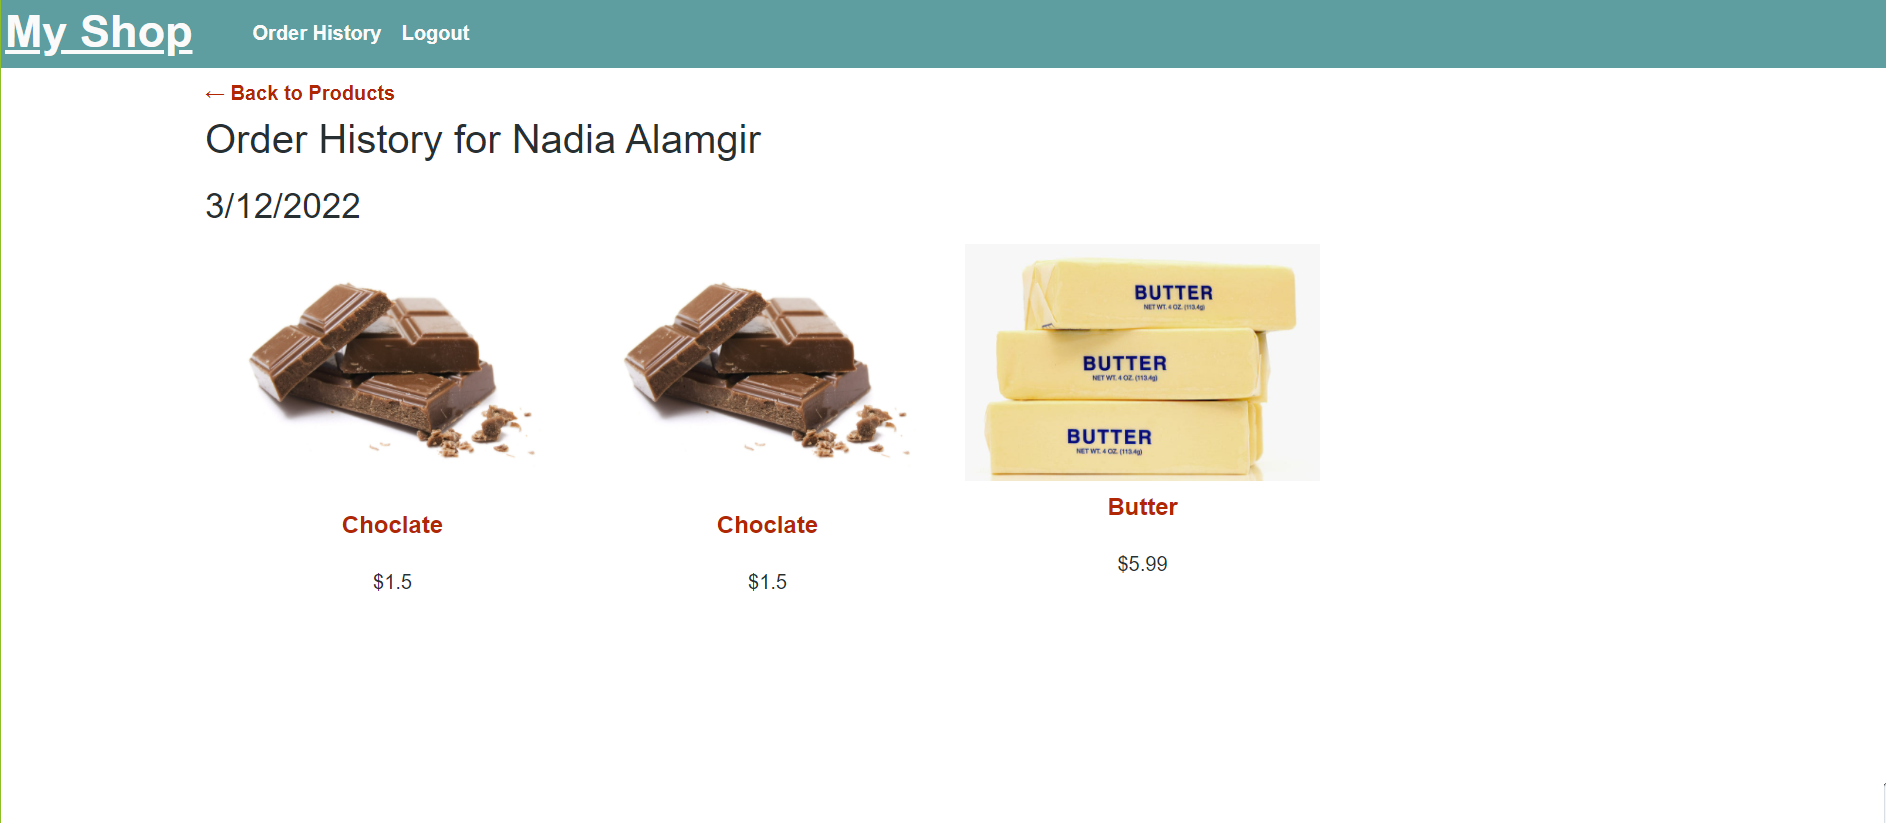 My Shop
Order History
Logout
← Back to Products
Order History for Nadia Alamgir
3/12/2022
BUTTER
NET WT. 4 OZ. (113.4g)
BUTTER
NET WT. 4 OZ. (113.4g)
BUTTER
NET WT. 4 OZ. (113.4g)
Choclate
Choclate
Butter
$1.5
$1.5
$5.99